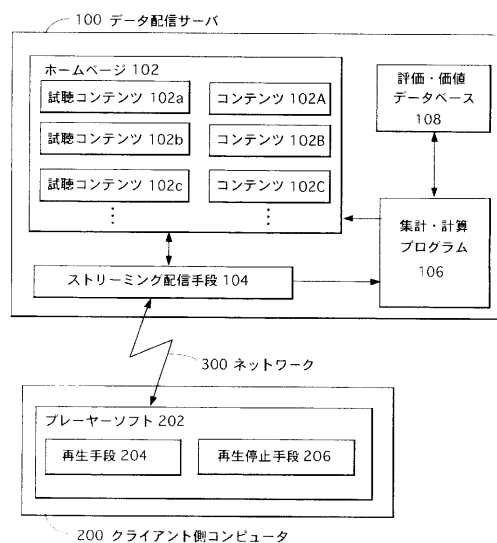 100 データ配信サーバ
ホームページ 102
試聴コンテンツ 102a
コンテンツ 102A
試聴コンテンツ 102b
コンテンツ 102B
試聴コンテンツ 102c
コンテンツ 102C
評価・価値
データベース
108
集計・計算
プログラム
106
ストリーミング配信手段 104
300 ネットワーク
プレーヤーソフト 202
再生手段 204
再生停止手段 206
200 クライアント側コンピュータ